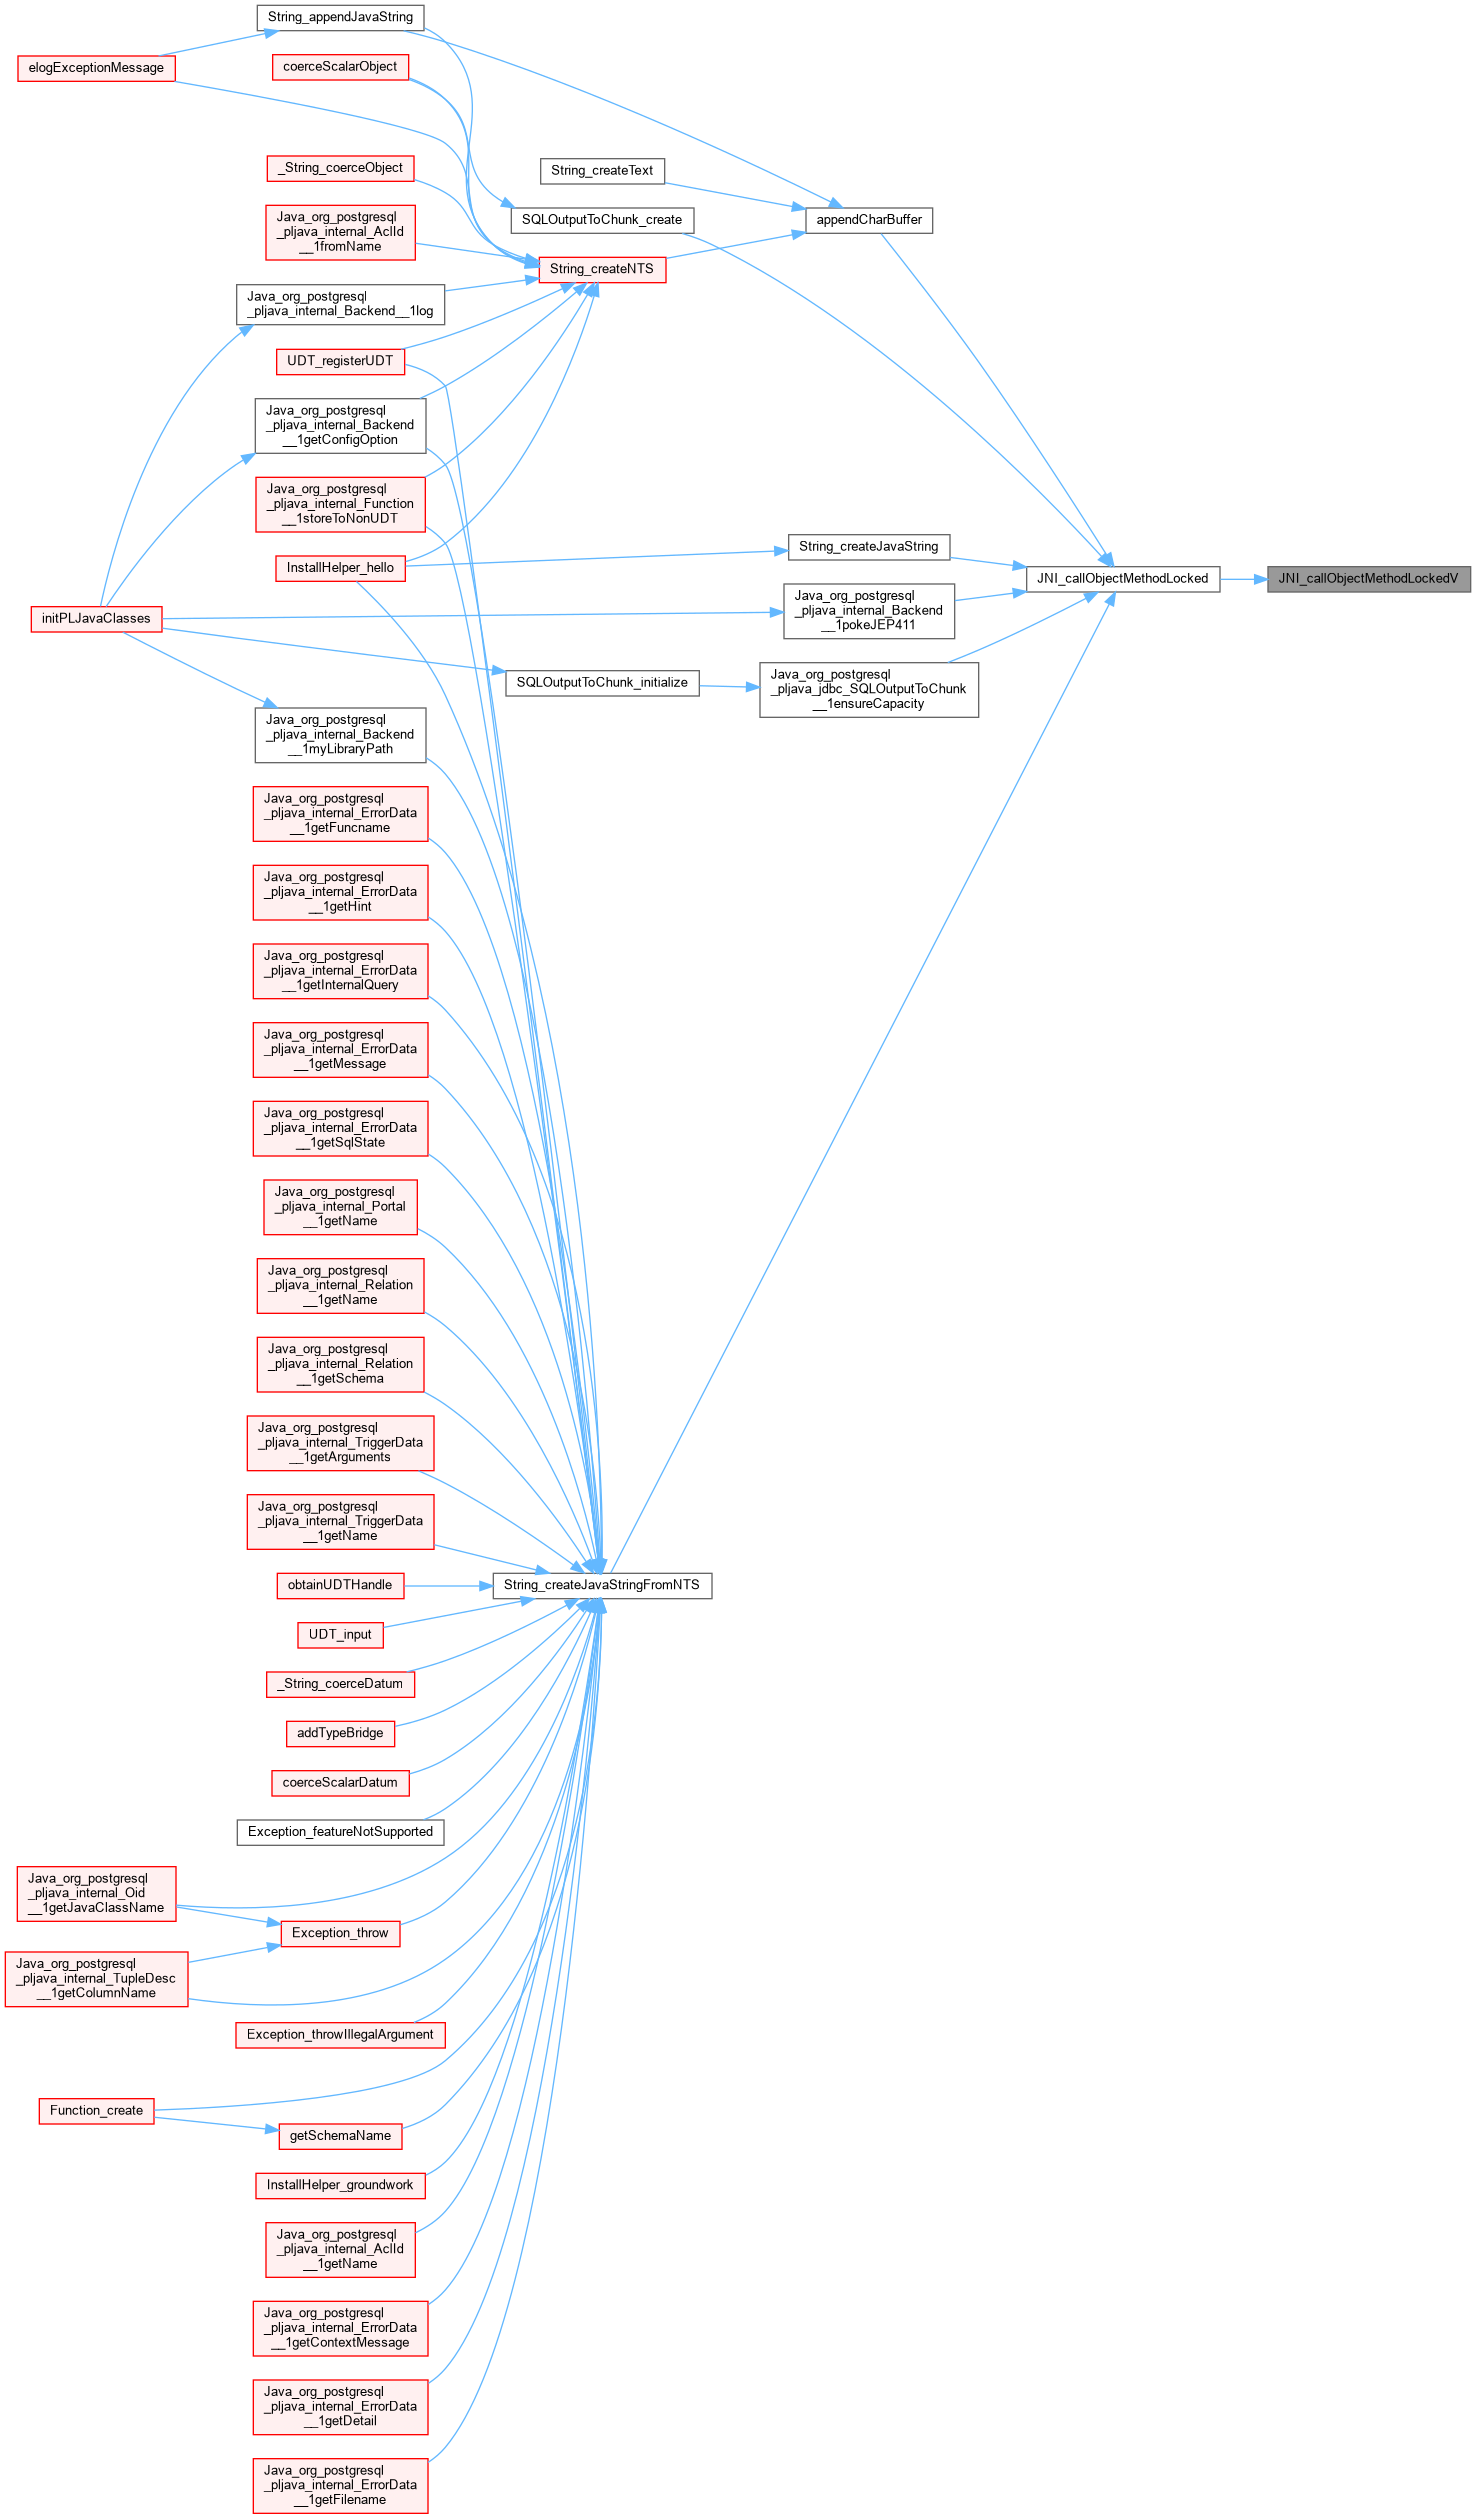 String_appendJavaString
elogExceptionMessage
coerceScalarObject
_String_coerceObject
String_createText
Java_org_postgresql
_pljava_internal_AclId
__1fromName
SQLOutputToChunk_create
appendCharBuffer
String_createNTS
Java_org_postgresql
_pljava_internal_Backend__1log
UDT_registerUDT
Java_org_postgresql
_pljava_internal_Backend
__1getConfigOption
Java_org_postgresql
_pljava_internal_Function
__1storeToNonUDT
String_createJavaString
InstallHelper_hello
JNI_callObjectMethodLocked
JNI_callObjectMethodLockedV
Java_org_postgresql
_pljava_internal_Backend
__1pokeJEP411
initPLJavaClasses
SQLOutputToChunk_initialize
Java_org_postgresql
_pljava_jdbc_SQLOutputToChunk
__1ensureCapacity
Java_org_postgresql
_pljava_internal_Backend
__1myLibraryPath
Java_org_postgresql
_pljava_internal_ErrorData
__1getFuncname
Java_org_postgresql
_pljava_internal_ErrorData
__1getHint
Java_org_postgresql
_pljava_internal_ErrorData
__1getInternalQuery
Java_org_postgresql
_pljava_internal_ErrorData
__1getMessage
Java_org_postgresql
_pljava_internal_ErrorData
__1getSqlState
Java_org_postgresql
_pljava_internal_Portal
__1getName
Java_org_postgresql
_pljava_internal_Relation
__1getName
Java_org_postgresql
_pljava_internal_Relation
__1getSchema
Java_org_postgresql
_pljava_internal_TriggerData
__1getArguments
Java_org_postgresql
_pljava_internal_TriggerData
__1getName
obtainUDTHandle
String_createJavaStringFromNTS
UDT_input
_String_coerceDatum
addTypeBridge
coerceScalarDatum
Exception_featureNotSupported
Java_org_postgresql
_pljava_internal_Oid
__1getJavaClassName
Exception_throw
Java_org_postgresql
_pljava_internal_TupleDesc
__1getColumnName
Exception_throwIllegalArgument
Function_create
getSchemaName
InstallHelper_groundwork
Java_org_postgresql
_pljava_internal_AclId
__1getName
Java_org_postgresql
_pljava_internal_ErrorData
__1getContextMessage
Java_org_postgresql
_pljava_internal_ErrorData
__1getDetail
Java_org_postgresql
_pljava_internal_ErrorData
__1getFilename